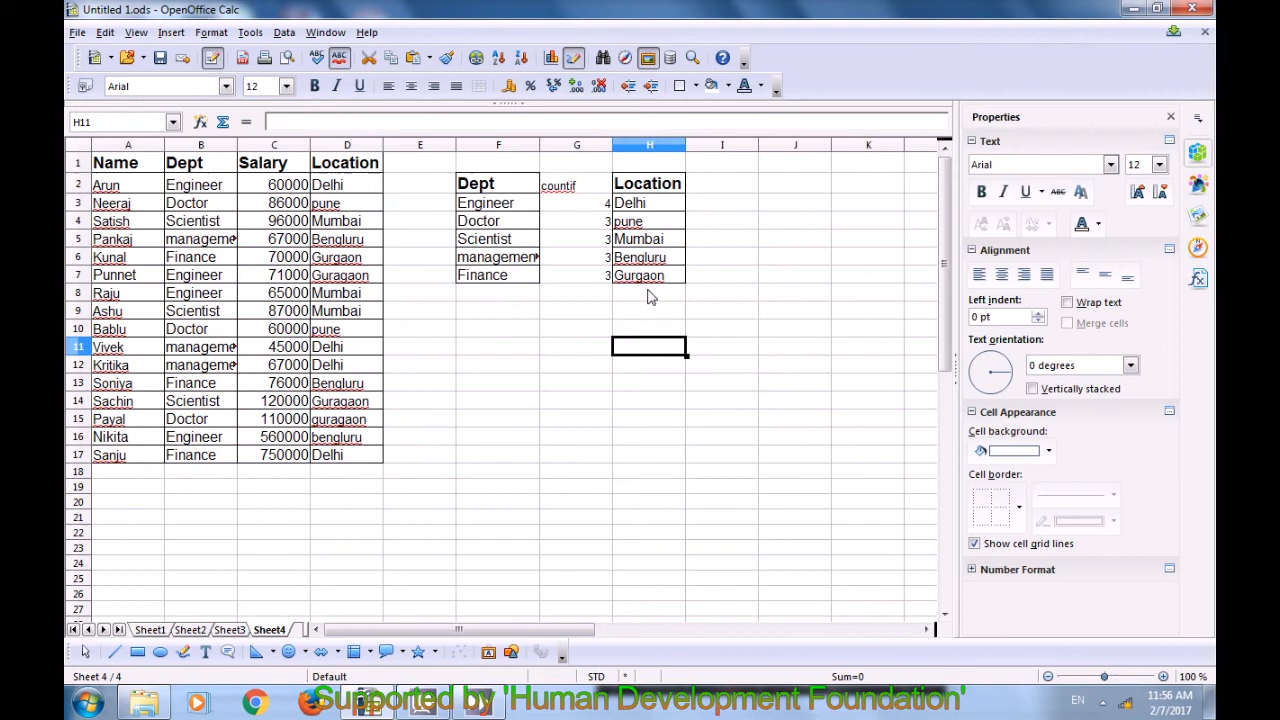 Untitled 1.ods - OpenOffice Calc
File Edit View Insert Format Tools Data Window Help
Arial 12
H11
Properties
A B C D E F G H I J K
Text
Arial 12
Alignment
Left indent: Wrap text
0 pt Merge cells
Text orientation:
0 degrees
Vertically stacked
Cell Appearance
Cell background:
Cell border:
Show cell grid lines
Number Format
1 Name Dept Salary Location
2 Arun Engineer 60000 Delhi Dept countif Location
3 Neeraj Doctor 86000 pune Engineer 4 Delhi
4 Satish Scientist 96000 Mumbai Doctor 3 pune
5 Pankaj manageme 67000 Bengluru Scientist 3 Mumbai
6 Kunal Finance 70000 Gurgaon managemen 3 Bengluru
7 Punnet Engineer 71000 Guragaon Finance 3 Gurgaon
8 Raju Engineer 65000 Mumbai
9 Ashu Scientist 87000 Mumbai
10 Bablu Doctor 60000 pune
11 Vivek manageme 45000 Delhi
12 Kritika manageme 67000 Delhi
13 Soniya Finance 76000 Bengluru
14 Sachin Scientist 120000 Guragaon
15 Payal Doctor 110000 guragaon
16 Nikita Engineer 560000 bengluru
17 Sanju Finance 750000 Delhi
18
19
20
21
22
23
24
25
26
27
Sheet1 Sheet2 Sheet3 Sheet4
Sheet 4 / 4 Default STD * Sum=0 100 %
Supported by 'Human Development Foundation'
EN 11:56 AM
2/7/2017